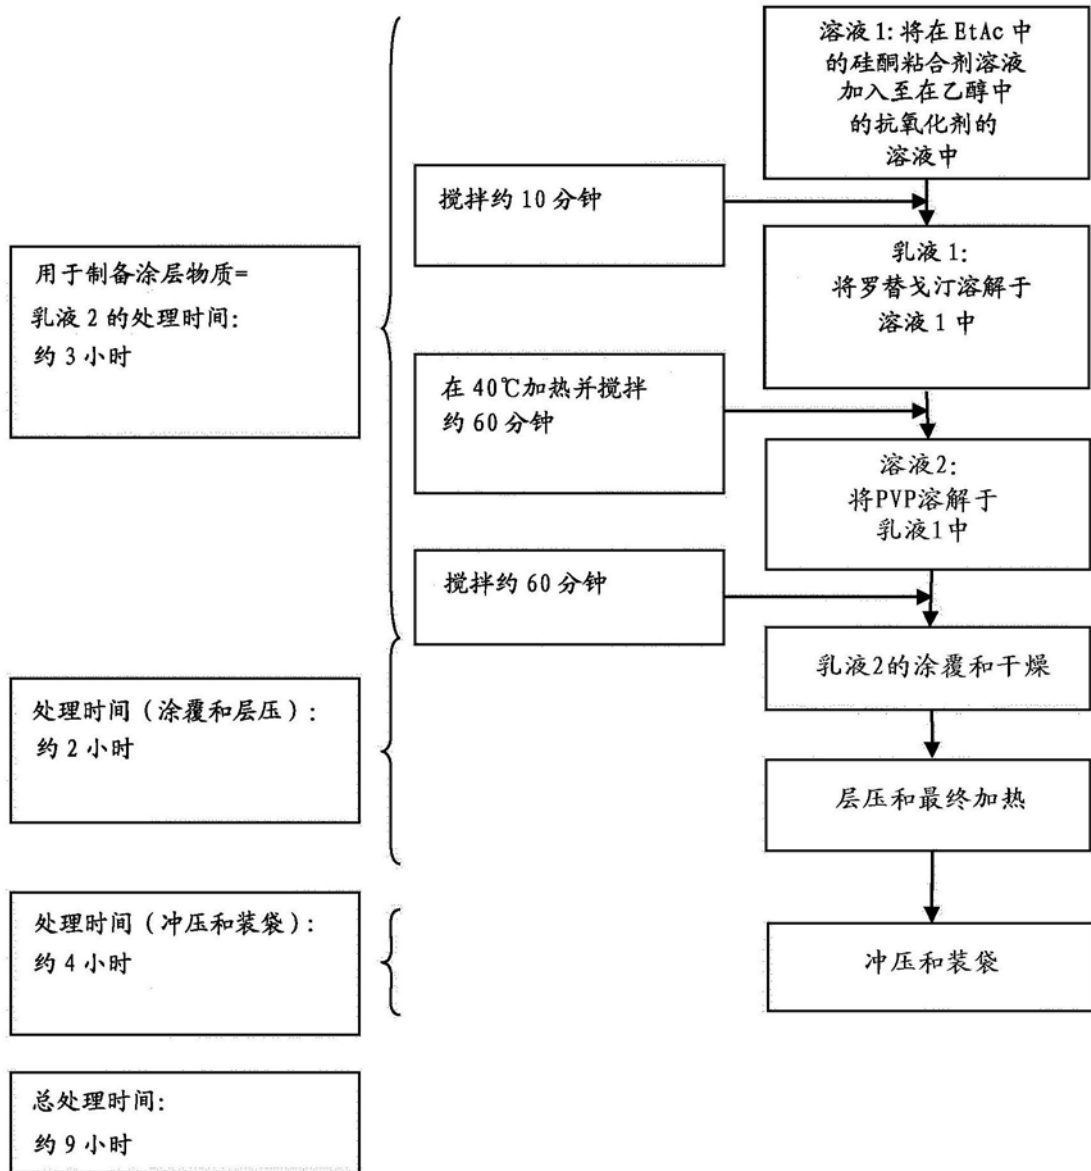 溶液1:将在EtAc中
的硅酮粘合剂溶液
加入至在乙醇中
的抗氧化剂的
溶液中
搅拌约10分钟
乳液1:
将罗替戈汀溶解于
溶液1中
用于制备涂层物质=
乳液2的处理时间:
约3小时
在40℃加热并搅拌
约60分钟
溶液2:
将PVP溶解于
乳液1中
搅拌约60分钟
乳液2的涂覆和干燥
处理时间(涂覆和层压):
约2小时
层压和最终加热
处理时间(冲压和装袋):
约4小时
冲压和装袋
总处理时间:
约9小时